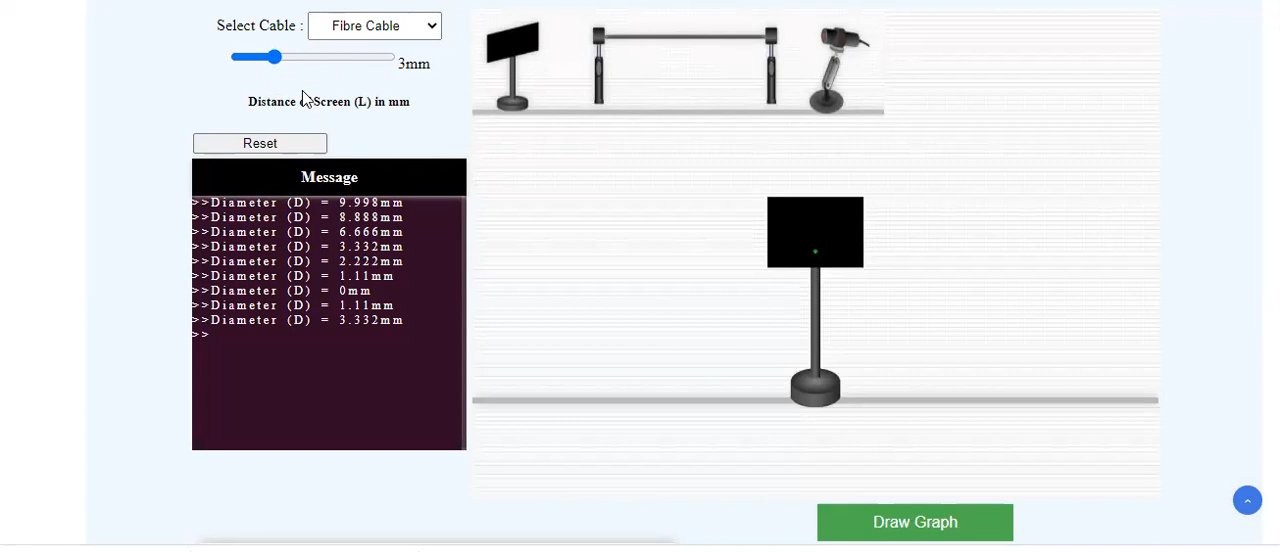 Select Cable : Fibre Cable
3mm
Distance Screen (L) in mm
Reset
Message
>>Diameter (D) = 9.998mm
>>Diameter (D) = 8.888mm
>>Diameter (D) = 6.666mm
>>Diameter (D) = 3.332mm
>>Diameter (D) = 2.222mm
>>Diameter (D) = 1.11mm
>>Diameter (D) = 0mm
>>Diameter (D) = 1.11mm
>>Diameter (D) = 3.332mm
>>
Draw Graph